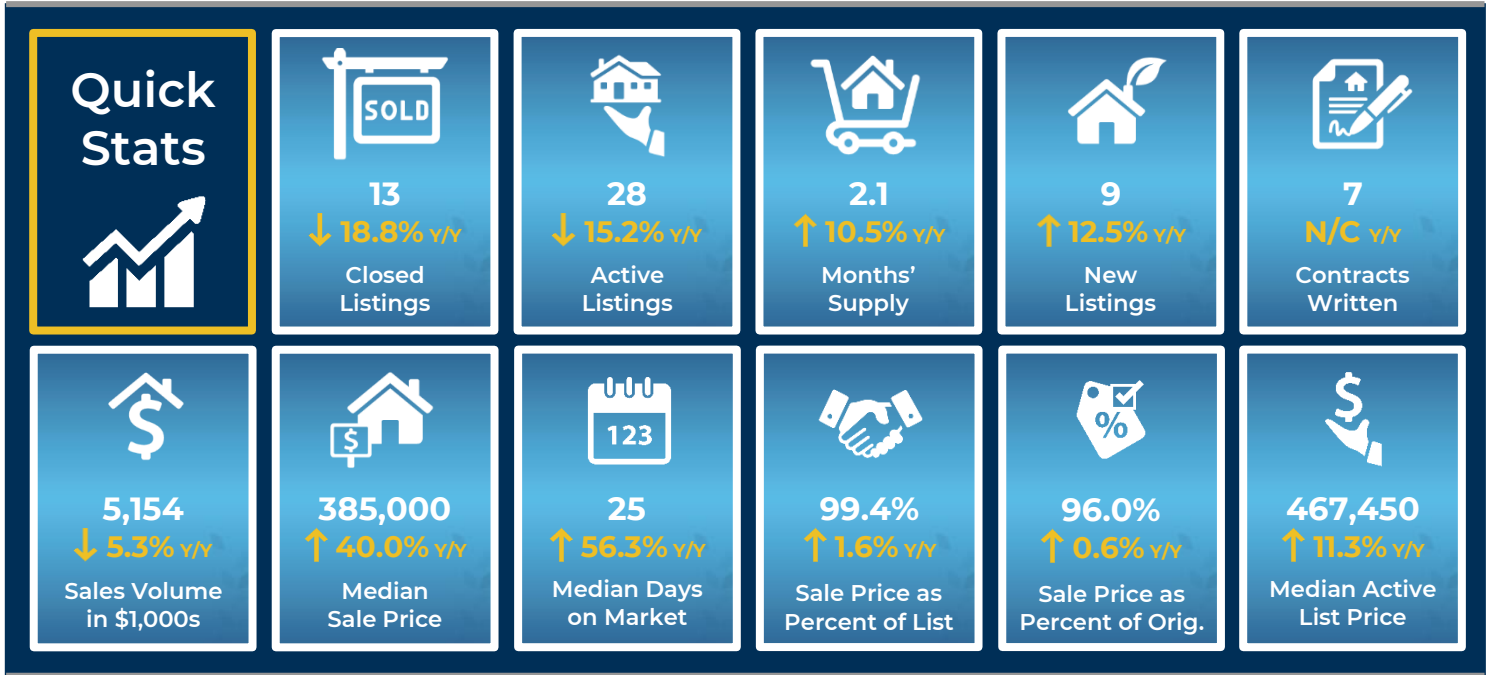 Quick
Stats
SOLD
13
↓ 18.8% Y/Y
Closed
Listings
28
↓ 15.2% Y/Y
Active
Listings
2.1
↑ 10.5% Y/Y
Months’
Supply
9
↑ 12.5% Y/Y
New
Listings
7
N/C Y/Y
Contracts
Written
$
5,154
↓ 5.3% Y/Y
Sales Volume
in $1,000s
$
385,000
↑ 40.0% Y/Y
Median
Sale Price
123
25
↑ 56.3% Y/Y
Median Days
on Market
99.4%
↑ 1.6% Y/Y
Sale Price as
Percent of List
%
96.0%
↑ 0.6% Y/Y
Sale Price as
Percent of Orig.
$
467,450
↑ 11.3% Y/Y
Median Active
List Price